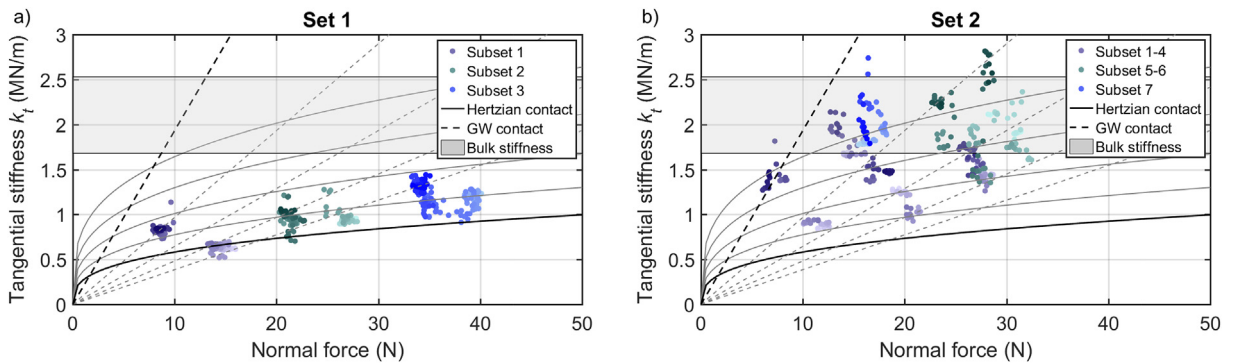 a)
Set 1
Tangential stiffness kt (MN/m)
3
2.5
2
1.5
1
0.5
0
0 10 20 30 40 50
Normal force (N)
Subset 1
Subset 2
Subset 3
Hertzian contact
GW contact
Bulk stiffness
b)
Set 2
Tangential stiffness kt (MN/m)
3
2.5
2
1.5
1
0.5
0
0 10 20 30 40 50
Normal force (N)
Subset 1-4
Subset 5-6
Subset 7
Hertzian contact
GW contact
Bulk stiffness